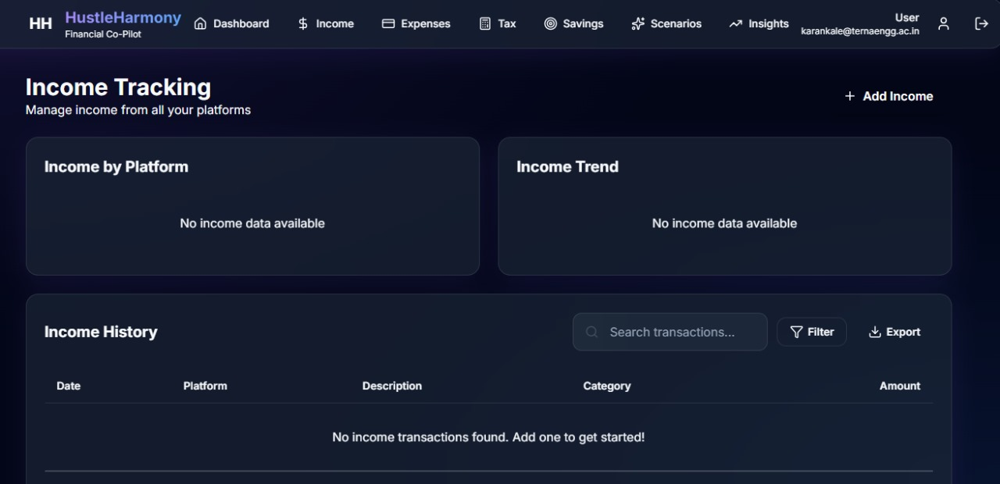 HH
HustleHarmony
Financial Co-Pilot
Dashboard
Income
Expenses
Tax
Savings
Scenarios
Insights
User
karankale@ternaengg.ac.in
Income Tracking
Manage income from all your platforms
Add Income
Income by Platform
No income data available
Income Trend
No income data available
Income History
Search transactions...
Filter
Export
Date
Platform
Description
Category
Amount
No income transactions found. Add one to get started!